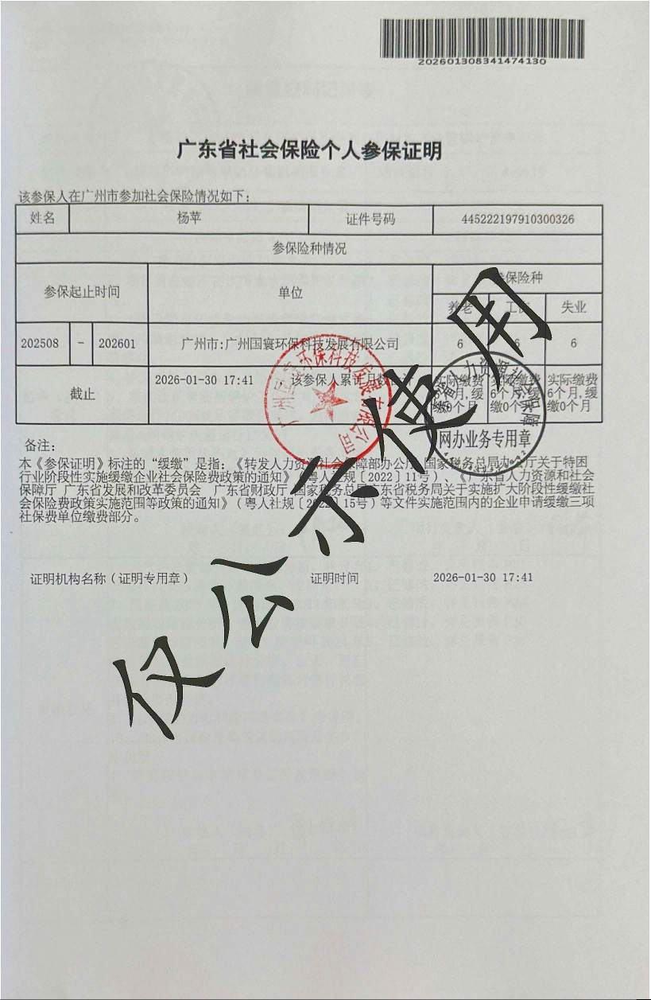 202601308341474130
广东省社会保险个人参保证明
该参保人在广州市参加社会保险情况如下：
姓名 杨苹 证件号码 445222197910300326
参保险种情况
参保起止时间 单位 参保险种
养老 工伤 失业
202508 - 202601 广州市:广州国寰环保科技发展有限公司 6 6 6
截止 2026-01-30 17:41 ，该参保人累计月数合计 实际缴费6个月,缓缴0个月 实际缴费6个月,缓缴0个月 实际缴费6个月,缓缴0个月
网办业务专用章
备注：
本《参保证明》标注的“缓缴”是指：《转发人力资源社会保障部办公厅 国家税务总局办公厅关于特困
行业阶段性实施缓缴企业社会保险费政策的通知》（粤人社规〔2022〕11号）、《广东省人力资源和社会
保障厅 广东省发展和改革委员会 广东省财政厅 国家税务总局广东省税务局关于实施扩大阶段性缓缴社
会保险费政策实施范围等政策的通知》（粤人社规〔2022〕15号）等文件实施范围内的企业申请缓缴三项
社保费单位缴费部分。
证明机构名称（证明专用章） 证明时间 2026-01-30 17:41
仅公示使用